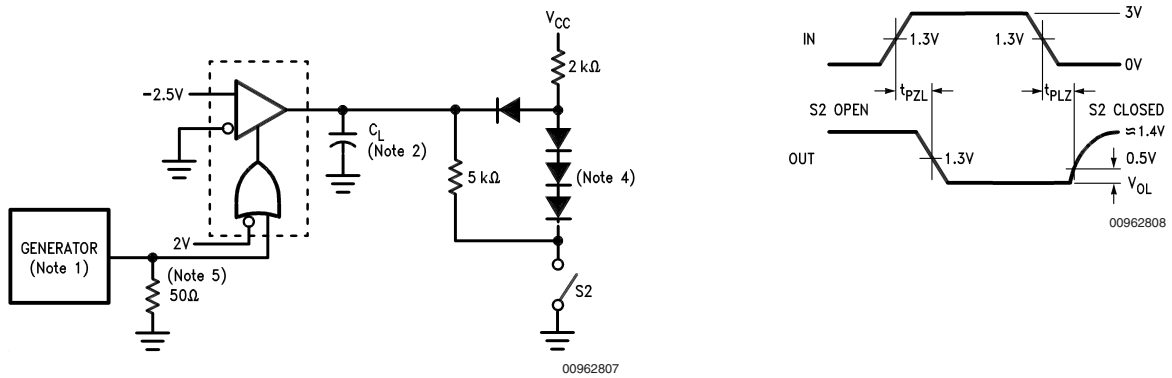 VCC
2 kΩ
-2.5V
CL
(Note 2)
5 kΩ
(Note 4)
2V
GENERATOR
(Note 1)
(Note 5)
50Ω
S2
00962807
IN
1.3V
1.3V
3V
0V
tPZL
tPLZ
S2 OPEN
S2 CLOSED
≈1.4V
OUT
1.3V
0.5V
VOL
00962808